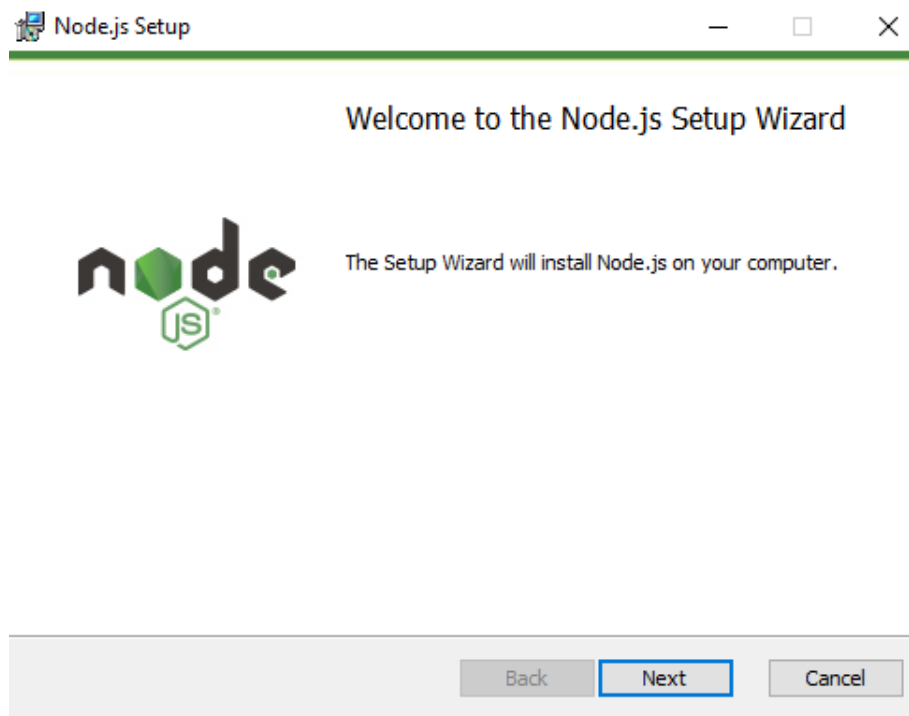 Node.js Setup
Welcome to the Node.js Setup Wizard
The Setup Wizard will install Node.js on your computer.
node
JS®
Back Next Cancel